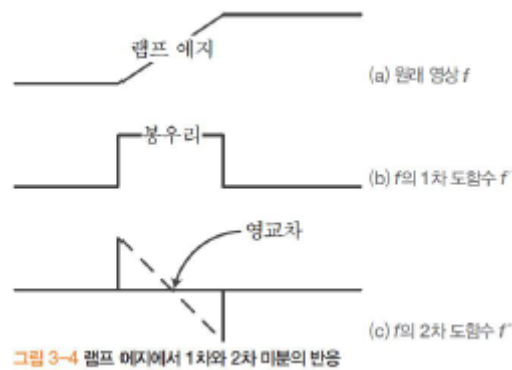 램프 에지
(a) 원래 영상 f
봉우리
(b) f의 1차 도함수 f'
영교차
(c) f의 2차 도함수 f"
그림 3-4 램프 에지에서 1차와 2차 미분의 반응